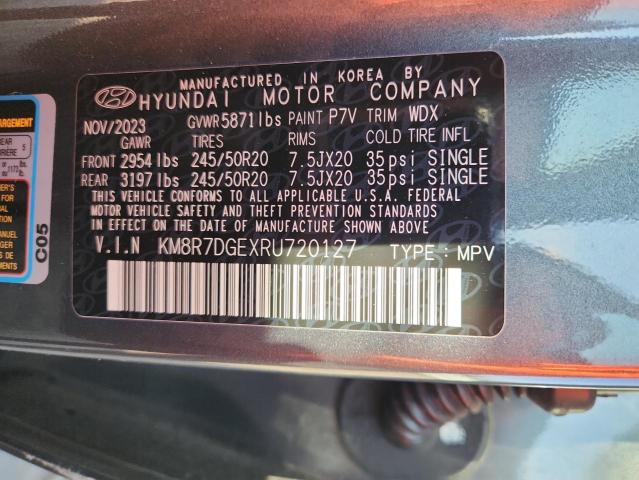 MANUFACTURED IN KOREA BY
HYUNDAI MOTOR COMPANY
NOV/2023 GVWR 5871lbs PAINT P7V TRIM WDX
GAWR TIRES RIMS COLD TIRE INFL
FRONT 2954 lbs 245/50R20 7.5JX20 35psi SINGLE
REAR 3197 lbs 245/50R20 7.5JX20 35psi SINGLE
THIS VEHICLE CONFORMS TO ALL APPLICABLE U.S.A. FEDERAL
MOTOR VEHICLE SAFETY AND THEFT PREVENTION STANDARDS
IN EFFECT ON THE DATE OF MANUFACTURE SHOWN ABOVE
V.I.N KM8R7DGEXRU720127 TYPE : MPV
C05